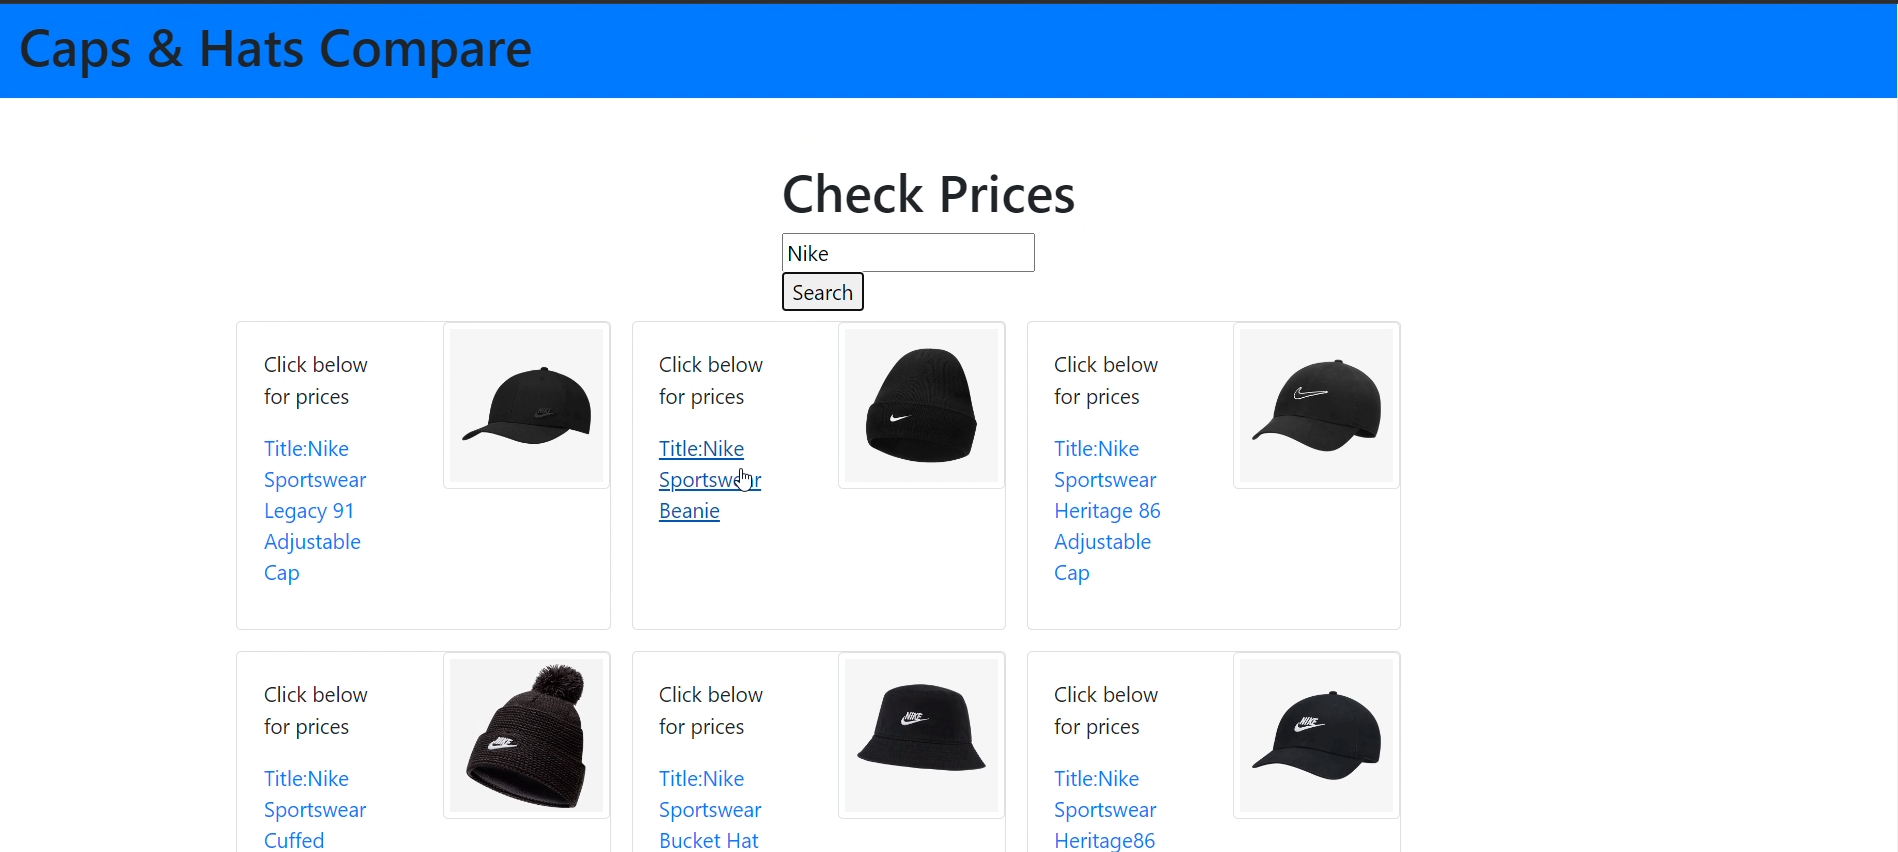 Caps & Hats Compare
Check Prices
Nike
Search
Click below
for prices
Title:Nike
Sportswear
Legacy 91
Adjustable
Cap
Click below
for prices
Title:Nike
Sportswear
Beanie
Click below
for prices
Title:Nike
Sportswear
Heritage 86
Adjustable
Cap
Click below
for prices
Title:Nike
Sportswear
Cuffed
NIKE
Click below
for prices
Title:Nike
Sportswear
Bucket Hat
NIKE
Click below
for prices
Title:Nike
Sportswear
Heritage86
NIKE